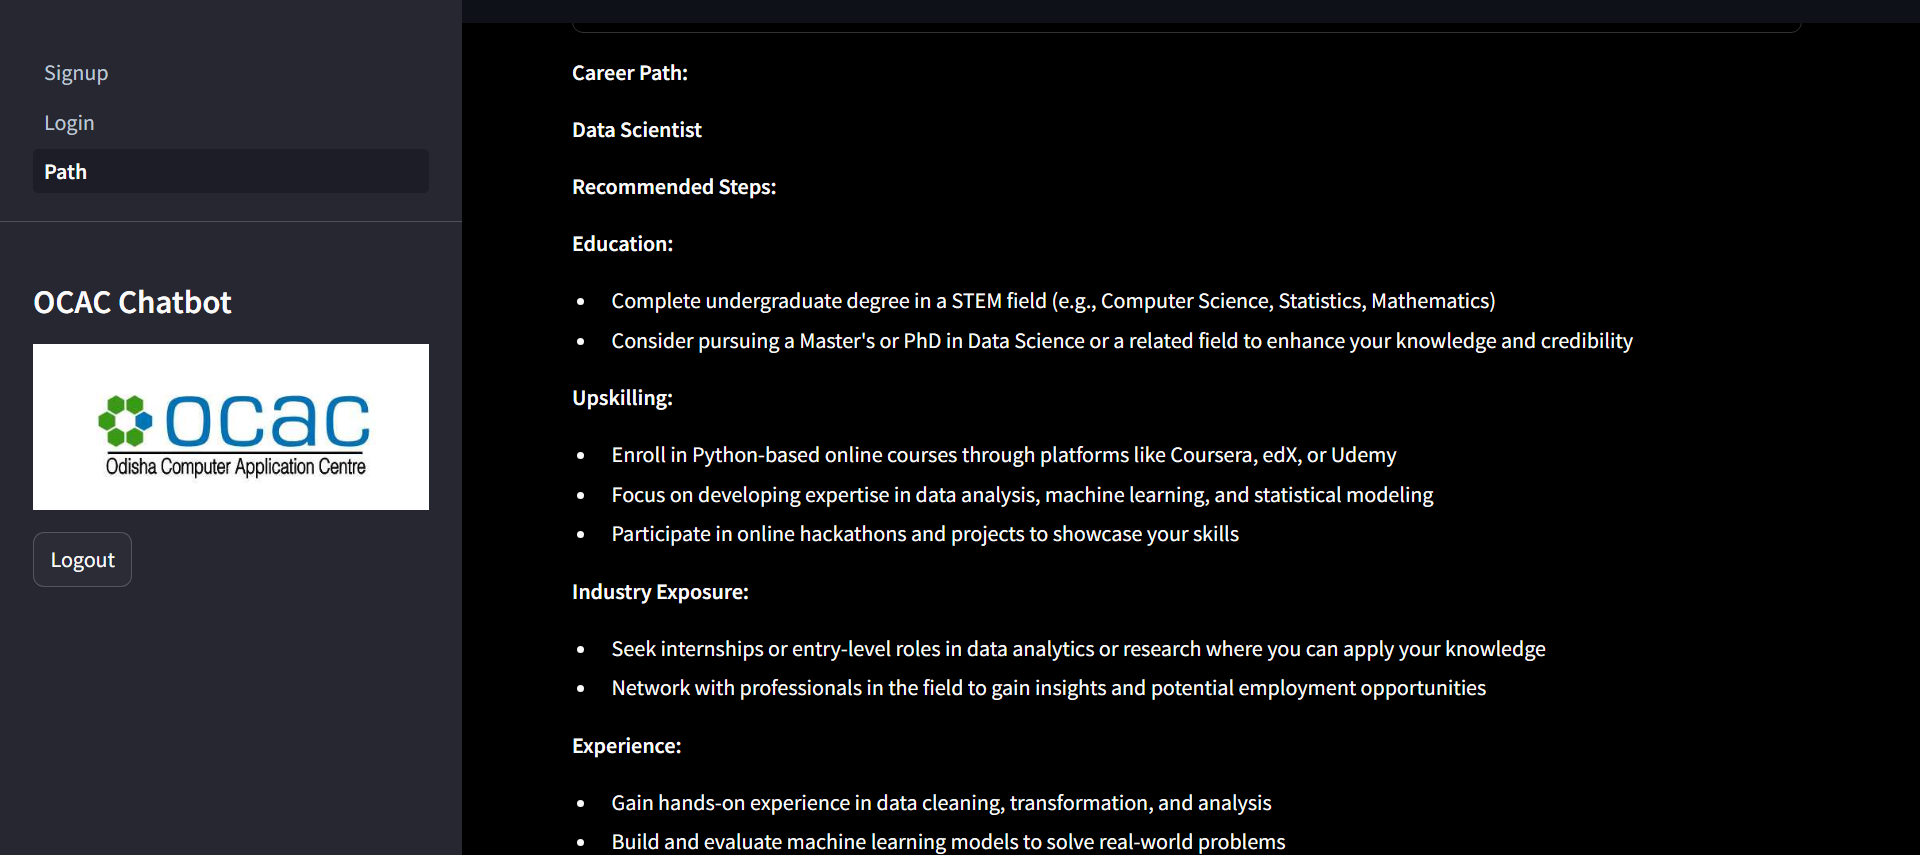 Signup
Login
Path
OCAC Chatbot
ocac
Odisha Computer Application Centre
Logout
Career Path:
Data Scientist
Recommended Steps:
Education:
Complete undergraduate degree in a STEM field (e.g., Computer Science, Statistics, Mathematics)
Consider pursuing a Master's or PhD in Data Science or a related field to enhance your knowledge and credibility
Upskilling:
Enroll in Python-based online courses through platforms like Coursera, edX, or Udemy
Focus on developing expertise in data analysis, machine learning, and statistical modeling
Participate in online hackathons and projects to showcase your skills
Industry Exposure:
Seek internships or entry-level roles in data analytics or research where you can apply your knowledge
Network with professionals in the field to gain insights and potential employment opportunities
Experience:
Gain hands-on experience in data cleaning, transformation, and analysis
Build and evaluate machine learning models to solve real-world problems